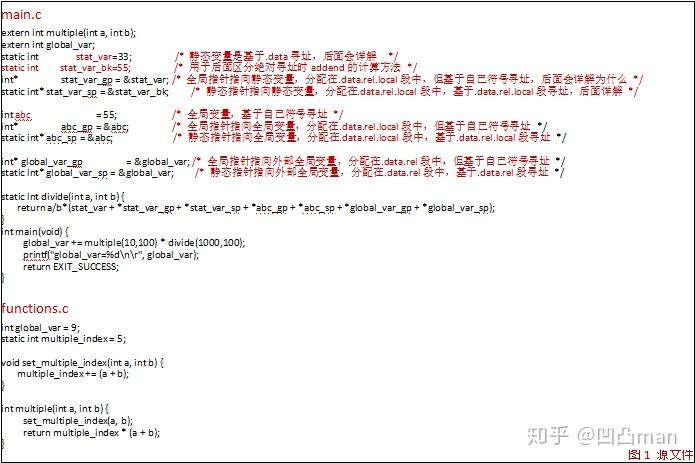 main.c
extern int multiple(int a, int b);
extern int global_var;
static int stat_var=33; /* 静态变量是基于.data 寻址，后面会详解 */
static int stat_var_bk=55; /* 用于后面区分绝对寻址时 addend 的计算方法 */
int* stat_var_gp = &stat_var; /* 全局指针指向静态变量，分配在.data.rel.local 段中，但基于自已符号寻址，后面会详解为什么 */
static int* stat_var_sp = &stat_var_bk; /* 静态指针指向静态变量，分配在.data.rel.local 段中，基于.data.rel.local 段寻址，后面详解 */
int abc = 55; /* 全局变量，基于自已符号寻址 */
int* abc_gp = &abc; /* 全局指针指向全局变量，分配在.data.rel.local 段中，但基于自已符号寻址 */
static int* abc_sp = &abc; /* 静态指针指向全局变量，分配在.data.rel.local 段中，基于.data.rel.local 段寻址 */
int* global_var_gp = &global_var; /* 全局指针指向外部全局变量，分配在.data.rel 段中，但基于自已符号寻址 */
static int* global_var_sp = &global_var; /* 静态指针指向外部全局变量，分配在.data.rel 段中，基于.data.rel 段寻址 */
static int divide(int a, int b) {
return a/b*(stat_var + *stat_var_gp + *stat_var_sp + *abc_gp + *abc_sp + *global_var_gp + *global_var_sp);
}
int main(void) {
global_var += multiple(10,100) * divide(1000,100);
printf("global_var=%d\n\r", global_var);
return EXIT_SUCCESS;
}
functions.c
int global_var = 9;
static int multiple_index = 5;
void set_multiple_index(int a, int b) {
multiple_index += (a + b);
}
int multiple(int a, int b) {
set_multiple_index(a, b);
return multiple_index * (a + b);
}
知乎 @凹凸man
图 1 源文件